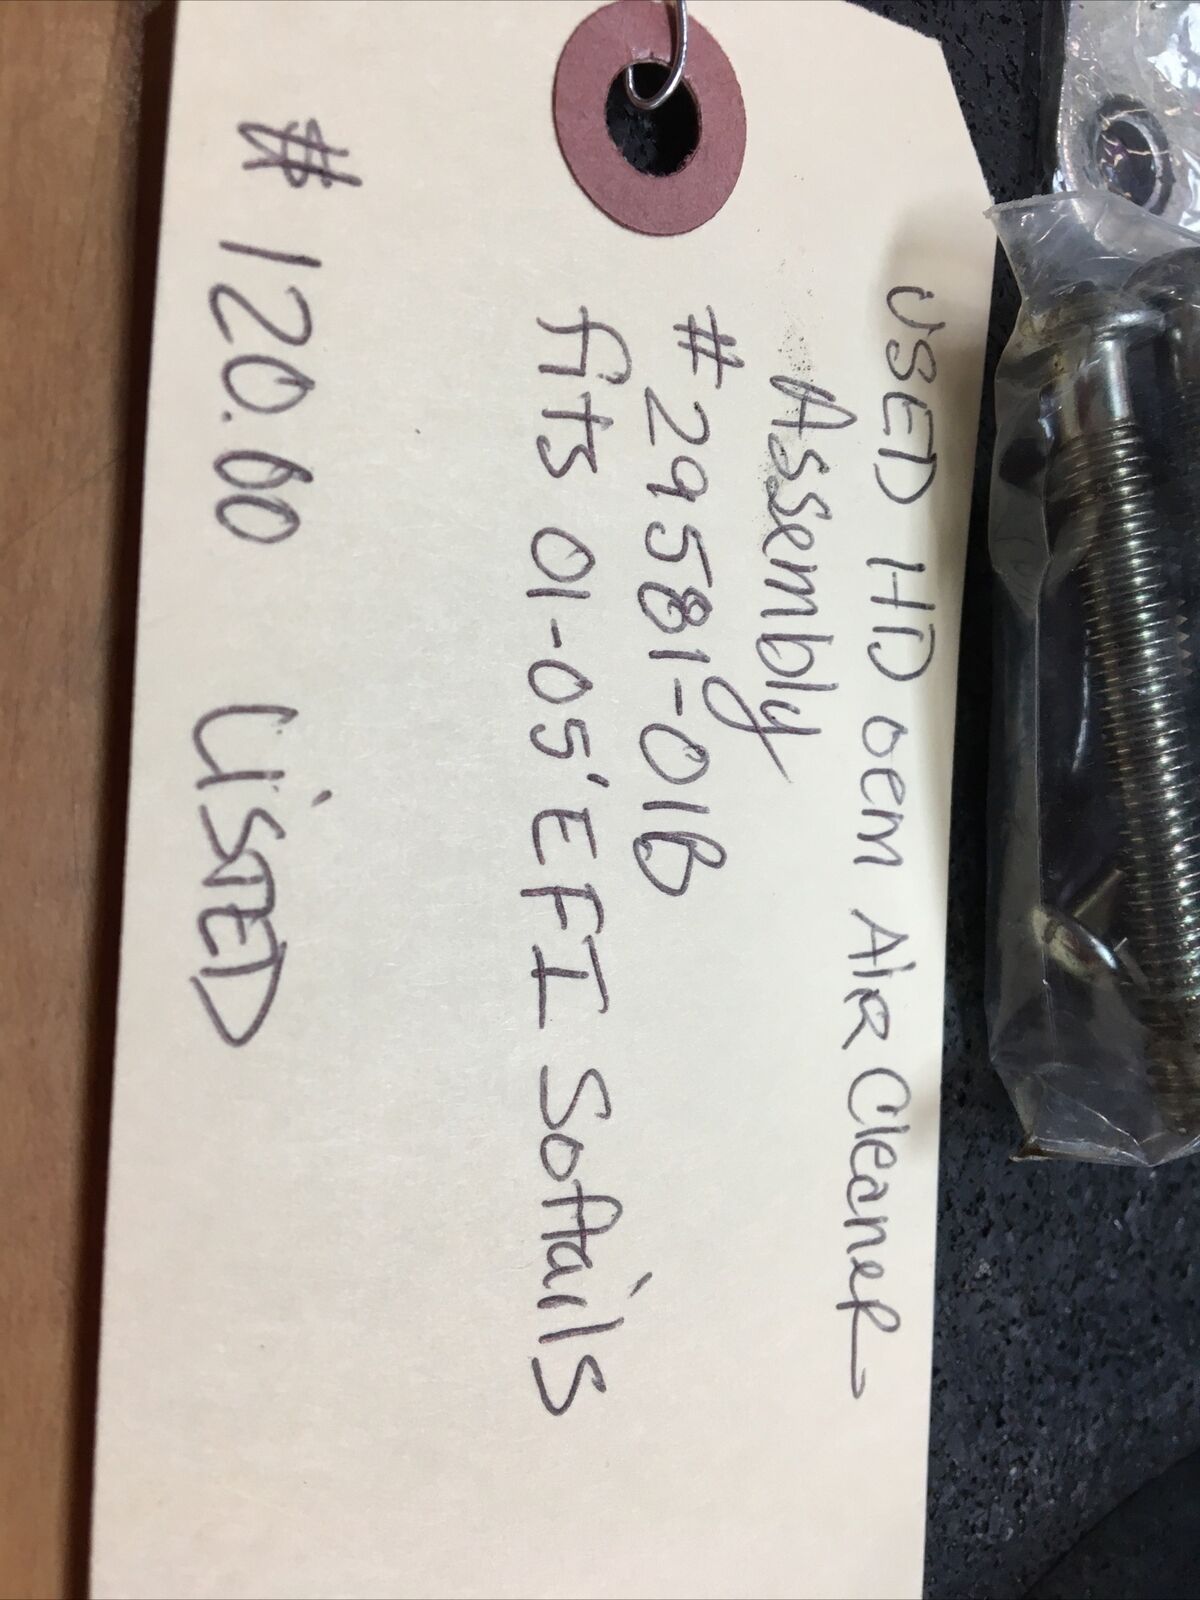 USED HD OEM Air Cleaner
Assembly
# 29581-01B
fits 01-05' EFI Softails
$ 120.00 LISTED